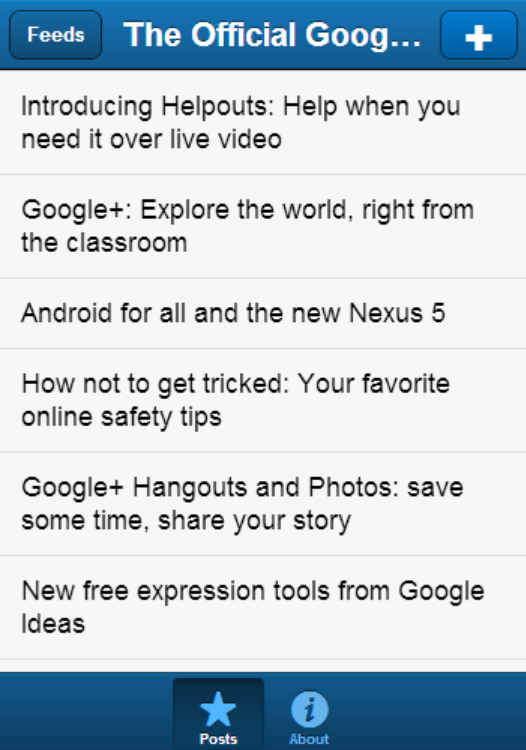 Feeds
The Official Goog...
Introducing Helpouts: Help when you
need it over live video
Google+: Explore the world, right from
the classroom
Android for all and the new Nexus 5
How not to get tricked: Your favorite
online safety tips
Google+ Hangouts and Photos: save
some time, share your story
New free expression tools from Google
Ideas
Posts
About